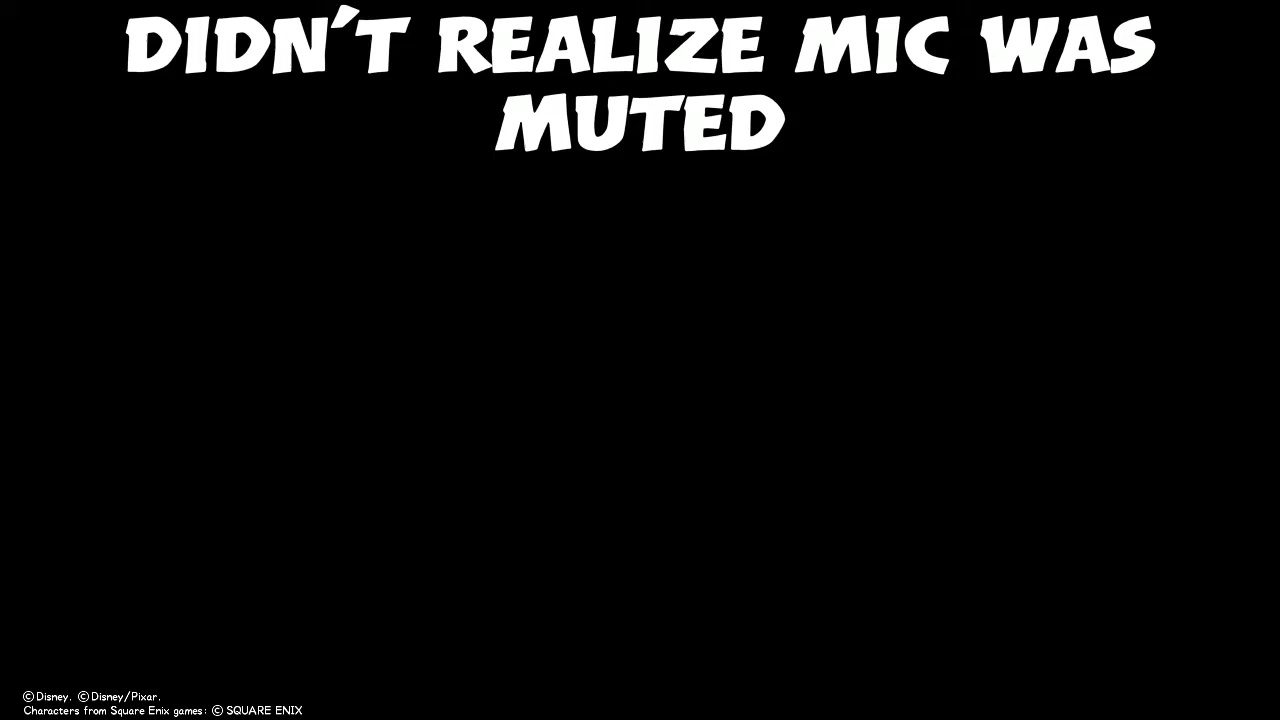 DIDN'T REALIZE MIC WAS
MUTED
©Disney. ©Disney/Pixar.
Characters from Square Enix games: © SQUARE ENIX